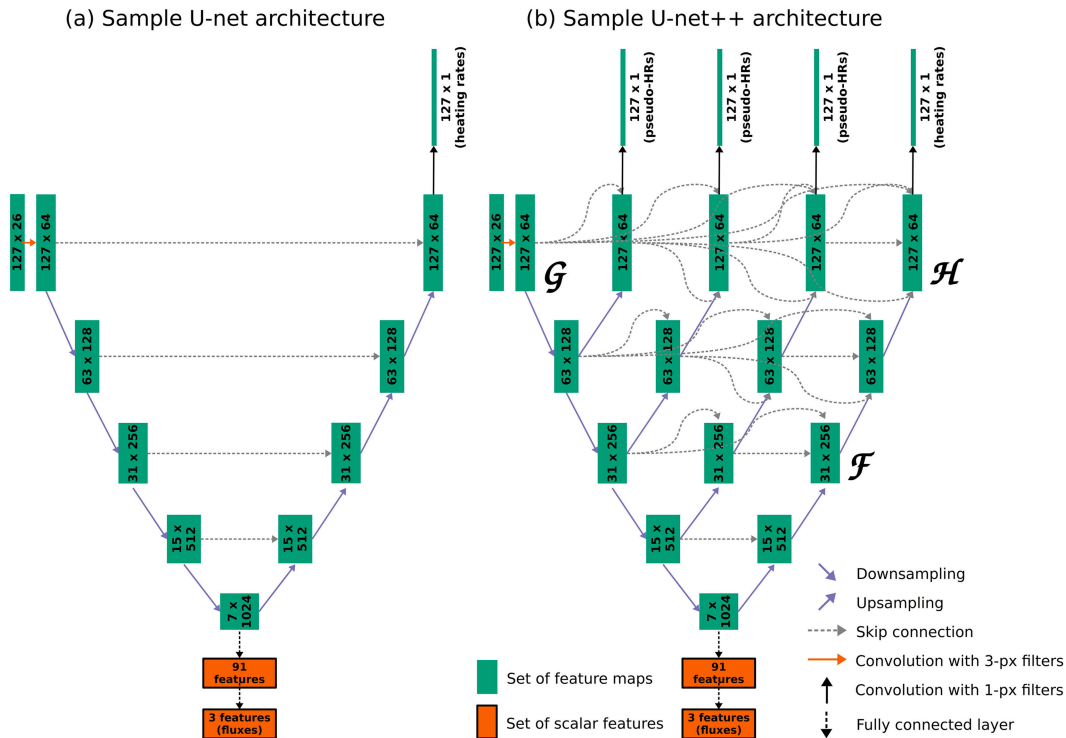 (a) Sample U-net architecture
(b) Sample U-net++ architecture
127 x 1
(heating rates)
127 x 1
(pseudo-HRs)
127 x 1
(pseudo-HRs)
127 x 1
(pseudo-HRs)
127 x 1
(heating rates)
127 x 26
127 x 64
127 x 64
127 x 26
127 x 64
127 x 64
127 x 64
127 x 64
127 x 64
G
H
63 x 128
63 x 128
63 x 128
63 x 128
63 x 128
63 x 128
31 x 256
31 x 256
31 x 256
31 x 256
31 x 256
F
15 x
512
15 x
512
15 x
512
15 x
512
7 x
1024
7 x
1024
91
features
3 features
(fluxes)
91
features
3 features
(fluxes)
Set of feature maps
Set of scalar features
Downsampling
Upsampling
Skip connection
Convolution with 3-px filters
Convolution with 1-px filters
Fully connected layer